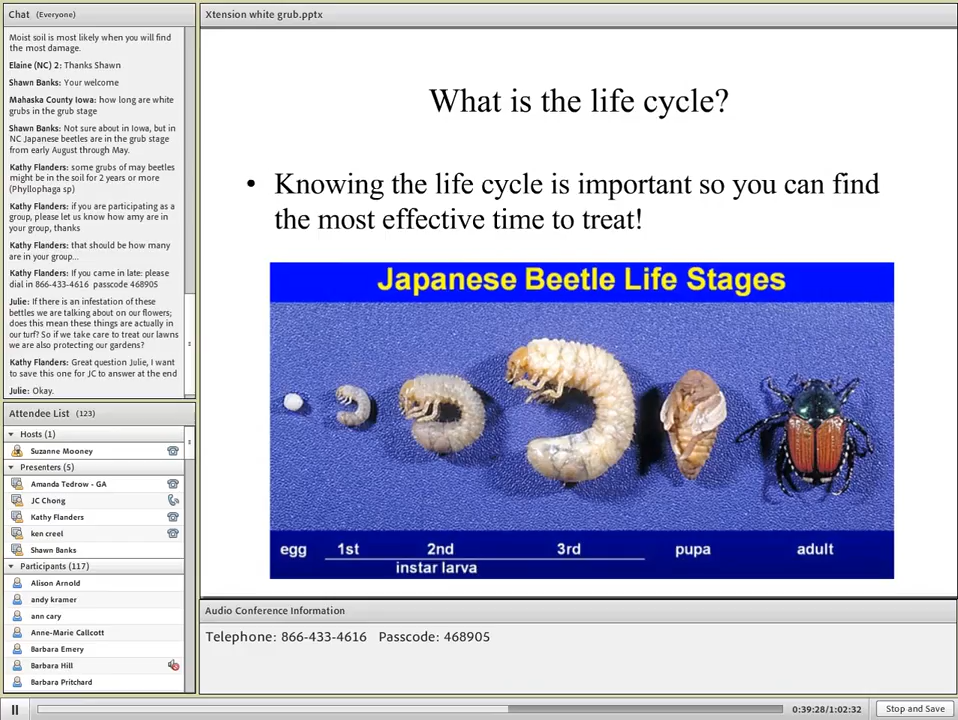 Chat (Everyone)
Moist soil is most likely when you will find
the most damage.
Elaine (NC) 2: Thanks Shawn
Shawn Banks: Your welcome
Mahaska County Iowa: how long are white
grubs in the grub stage
Shawn Banks: Not sure about in Iowa, but in
NC Japanese beetles are in the grub stage
from early August through May.
Kathy Flanders: some grubs of may beetles
might be in the soil for 2 years or more
(Phyllophaga sp)
Kathy Flanders: if you are participating as a
group, please let us know how amy are in
your group, thanks
Kathy Flanders: that should be how many
are in your group...
Kathy Flanders: If you came in late: please
dial in 866-433-4616 passcode 468905
Julie: If there is an infestation of these
bettles we are talking about on our flowers;
does this mean these things are actually in
our turf? So if we take care to treat our lawns
we are also protecting our gardens?
Kathy Flanders: Great question Julie, I want
to save this one for JC to answer at the end
Julie: Okay.
Attendee List (123)
Hosts (1)
Suzanne Mooney
Presenters (5)
Amanda Tedrow - GA
JC Chong
Kathy Flanders
ken creel
Shawn Banks
Participants (117)
Alison Arnold
andy kramer
ann cary
Anne-Marie Callcott
Barbara Emery
Barbara Hill
Barbara Pritchard
Xtension white grub.pptx
What is the life cycle?
• Knowing the life cycle is important so you can find
the most effective time to treat!
Japanese Beetle Life Stages
egg 1st 2nd 3rd pupa adult
instar larva
Audio Conference Information
Telephone: 866-433-4616 Passcode: 468905
0:39:28/1:02:32
Stop and Save